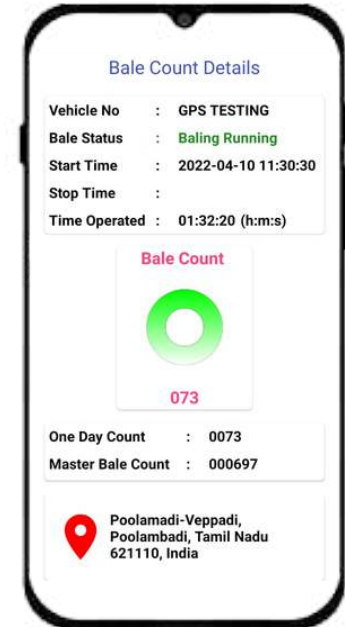 Bale Count Details
Vehicle No : GPS TESTING
Bale Status : Baling Running
Start Time : 2022-04-10 11:30:30
Stop Time :
Time Operated : 01:32:20 (h:m:s)
Bale Count
073
One Day Count : 0073
Master Bale Count : 000697
Poolamadi-Veppadi,
Poolambadi, Tamil Nadu
621110, India